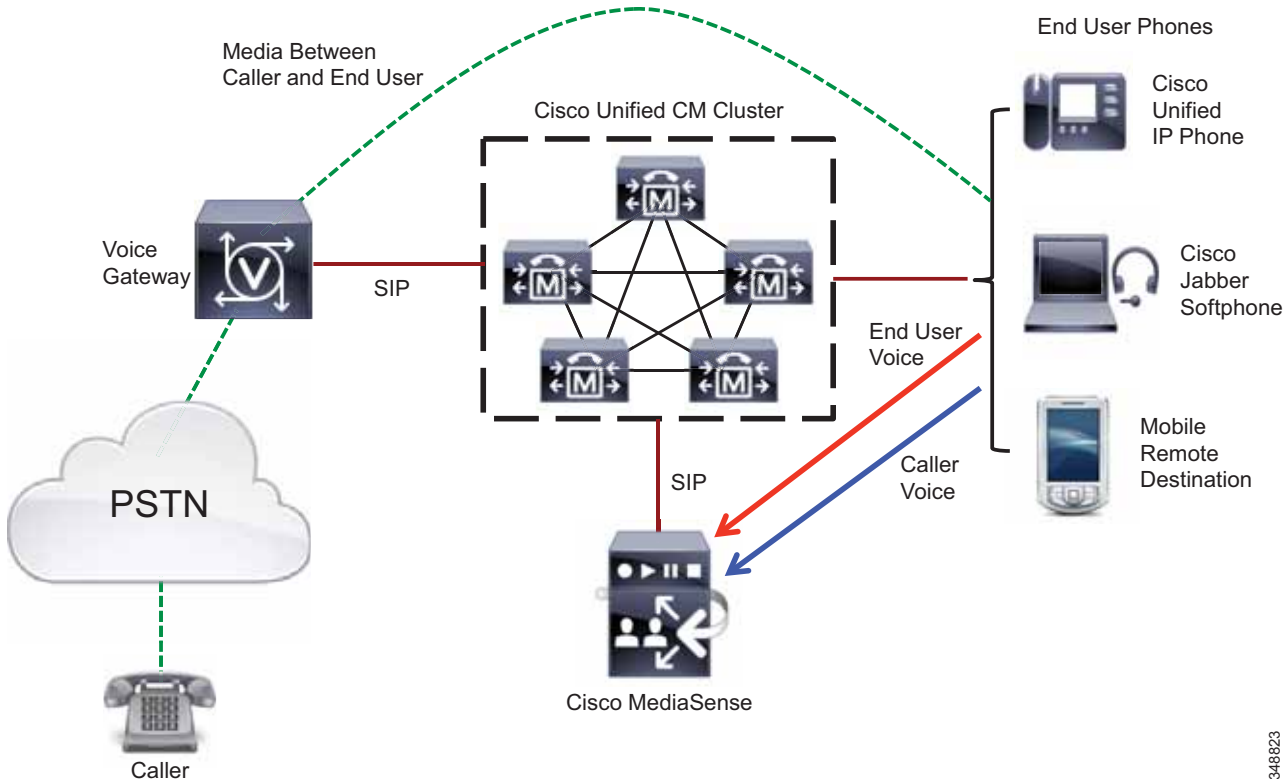 End User Phones
Media Between
Caller and End User
Cisco Unified CM Cluster
Cisco
Unified
IP Phone
M
M
M
M
M
Voice
Gateway
V
SIP
Cisco
Jabber
Softphone
End User
Voice
Mobile
Remote
Destination
Caller
Voice
SIP
PSTN
Cisco MediaSense
Caller
348823